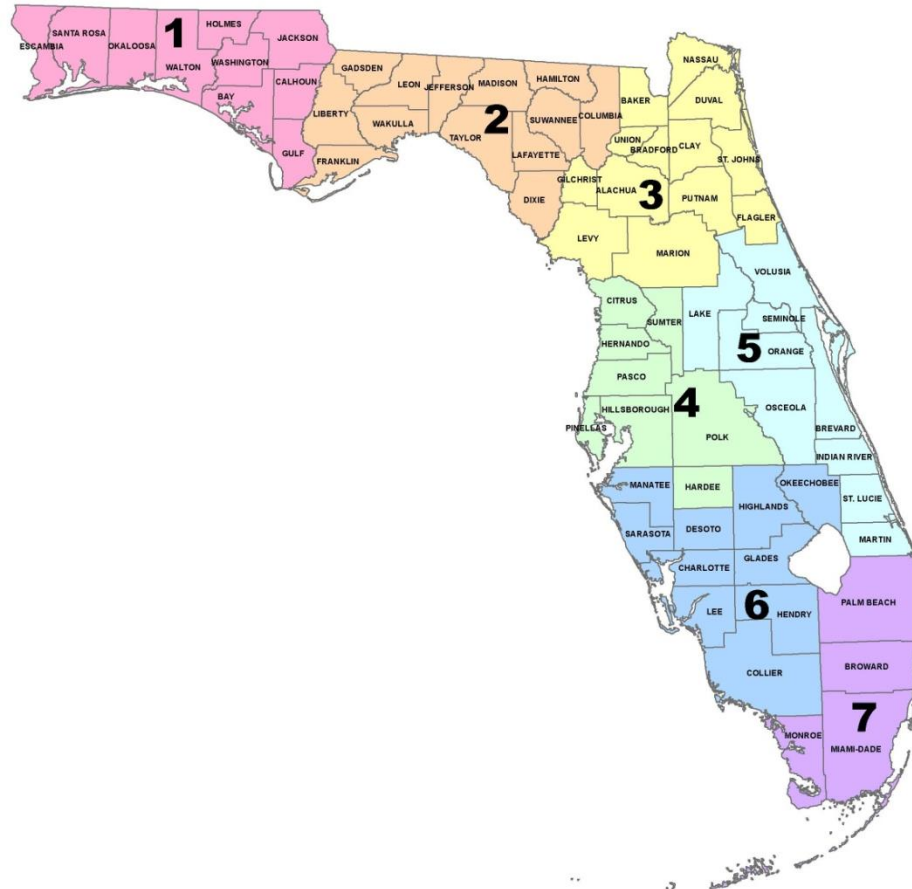 HOLMES
SANTA ROSA
1
JACKSON
ESCAMBIA
OKALOOSA
WASHINGTON
WALTON
CALHOUN
BAY
GULF
GADSDEN
LEON
JEFFERSON
MADISON
HAMILTON
LIBERTY
2
SUWANNEE
COLUMBIA
WAKULLA
TAYLOR
LAFAYETTE
FRANKLIN
DIXIE
NASSAU
BAKER
DUVAL
UNION
BRADFORD
CLAY
ST. JOHNS
GILCHRIST
ALACHUA
3
PUTNAM
FLAGLER
LEVY
MARION
CITRUS
SUMTER
HERNANDO
PASCO
HILLSBOROUGH
4
PINELLAS
POLK
HARDEE
VOLUSIA
LAKE
SEMINOLE
5
ORANGE
OSCEOLA
BREVARD
INDIAN RIVER
ST. LUCIE
MARTIN
MANATEE
OKEECHOBEE
HIGHLANDS
SARASOTA
DESOTO
CHARLOTTE
GLADES
LEE
6
HENDRY
COLLIER
PALM BEACH
BROWARD
7
MONROE
MIAMI-DADE